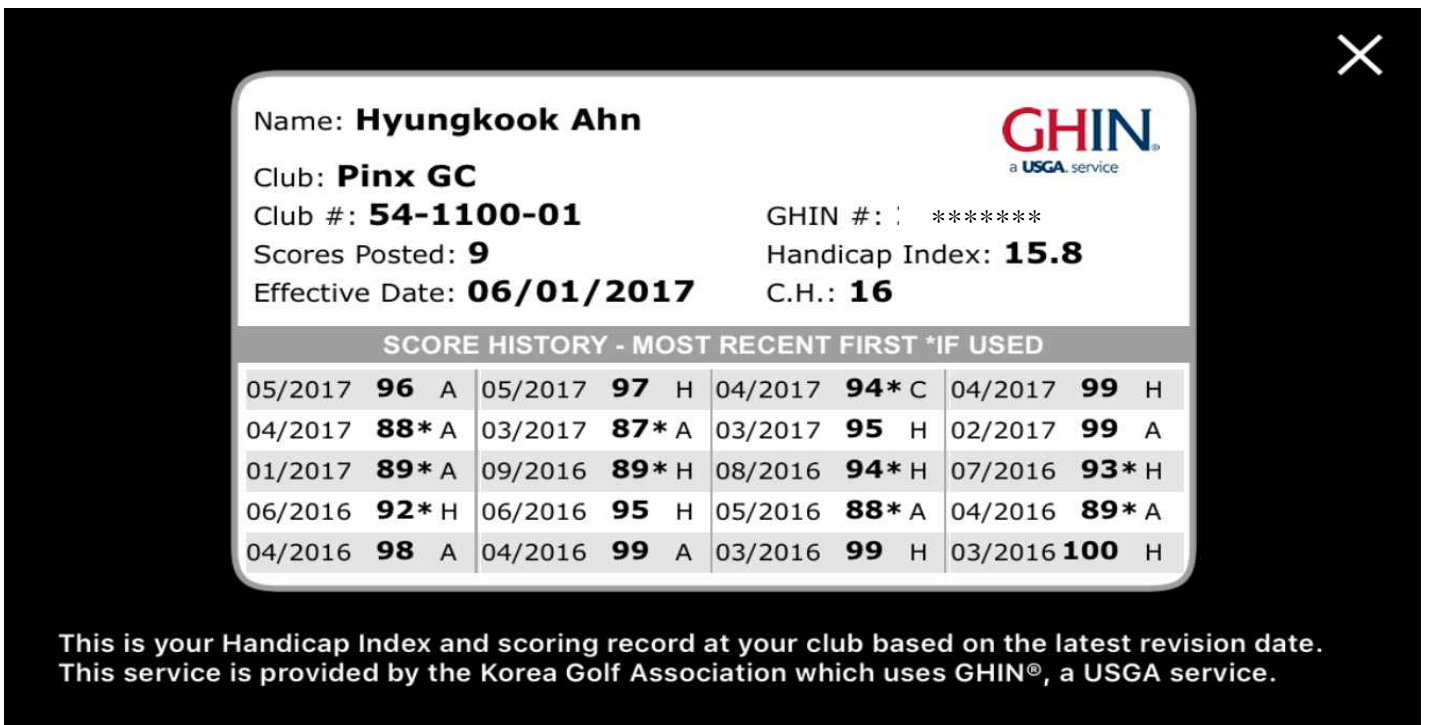 Name: Hyungkook Ahn
GHIN®
a USGA. service
Club: Pinx GC
Club #: 54-1100-01 GHIN #: *******
Scores Posted: 9 Handicap Index: 15.8
Effective Date: 06/01/2017 C.H.: 16
SCORE HISTORY - MOST RECENT FIRST *IF USED
05/2017 96 A 05/2017 97 H 04/2017 94* C 04/2017 99 H
04/2017 88* A 03/2017 87* A 03/2017 95 H 02/2017 99 A
01/2017 89* A 09/2016 89* H 08/2016 94* H 07/2016 93* H
06/2016 92* H 06/2016 95 H 05/2016 88* A 04/2016 89* A
04/2016 98 A 04/2016 99 A 03/2016 99 H 03/2016 100 H
This is your Handicap Index and scoring record at your club based on the latest revision date.
This service is provided by the Korea Golf Association which uses GHIN®, a USGA service.